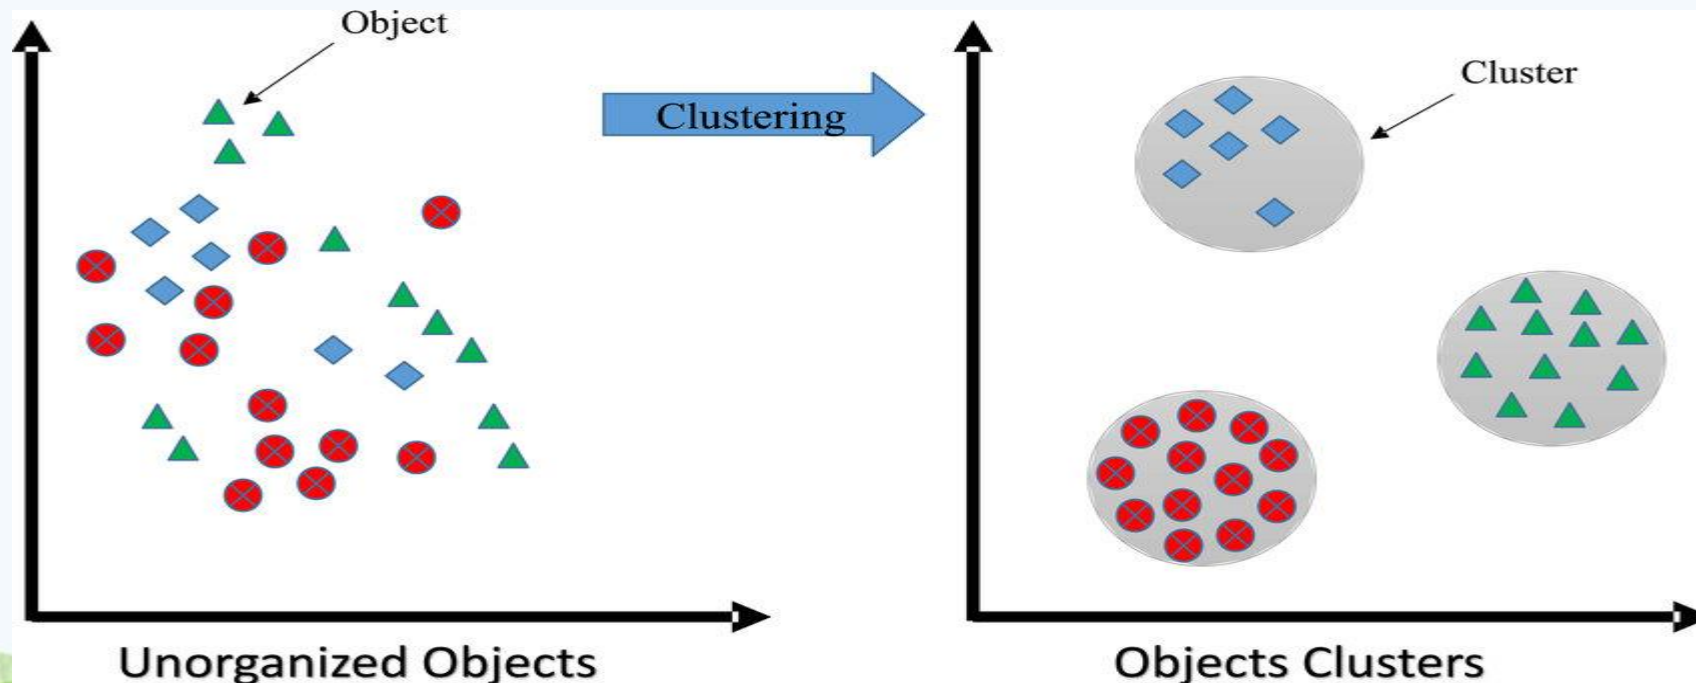 Object
Clustering
Cluster
Unorganized Objects
Objects Clusters